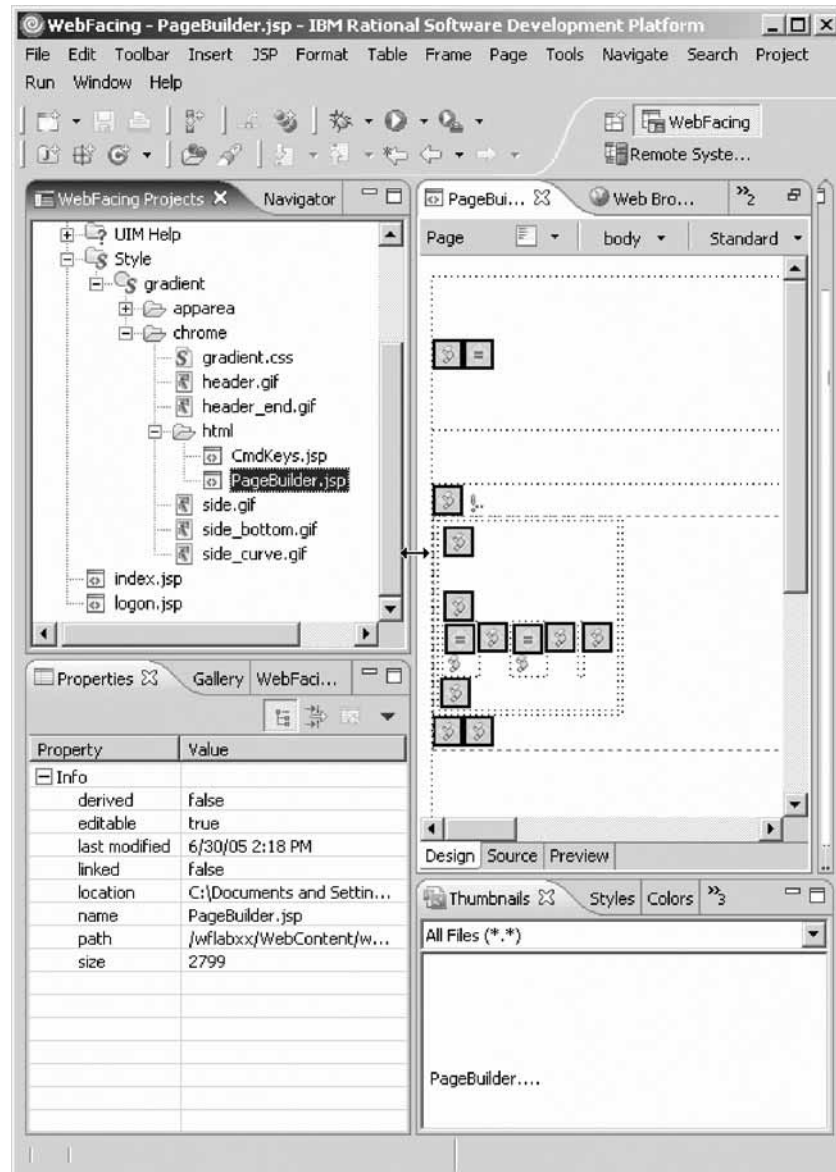 WebFacing - PageBuilder.jsp - IBM Rational Software Development Platform
File Edit Toolbar Insert JSP Format Table Frame Page Tools Navigate Search Project
Run Window Help
WebFacing
Remote Syste...
WebFacing Projects
Navigator
UIM Help
Style
gradient
apparea
chrome
gradient.css
header.gif
header_end.gif
html
CmdKeys.jsp
PageBuilder.jsp
side.gif
side_bottom.gif
side_curve.gif
index.jsp
logon.jsp
PageBui...
Web Bro...
»2
Page body Standard
Design Source Preview
Properties Gallery WebFaci...
Property Value
Info
derived false
editable true
last modified 6/30/05 2:18 PM
linked false
location C:\Documents and Settin...
name PageBuilder.jsp
path /wflabxx/WebContent/w...
size 2799
Thumbnails Styles Colors »3
All Files (*.*)
PageBuilder....